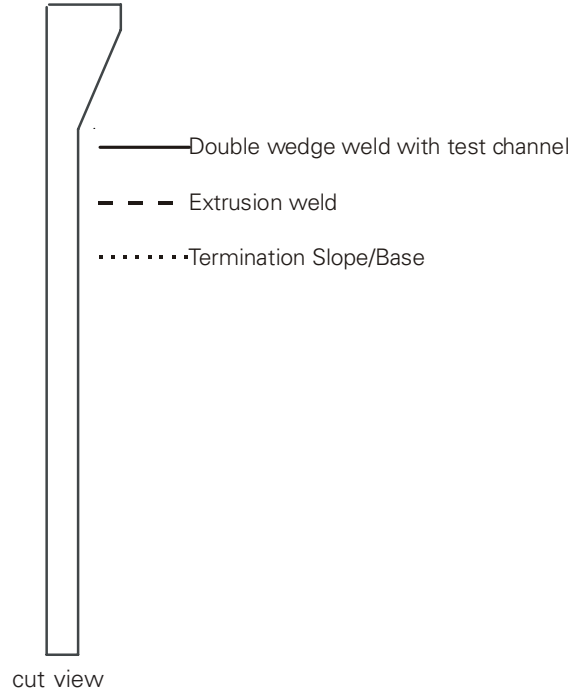 Double wedge weld with test channel
Extrusion weld
Termination Slope/Base
cut view